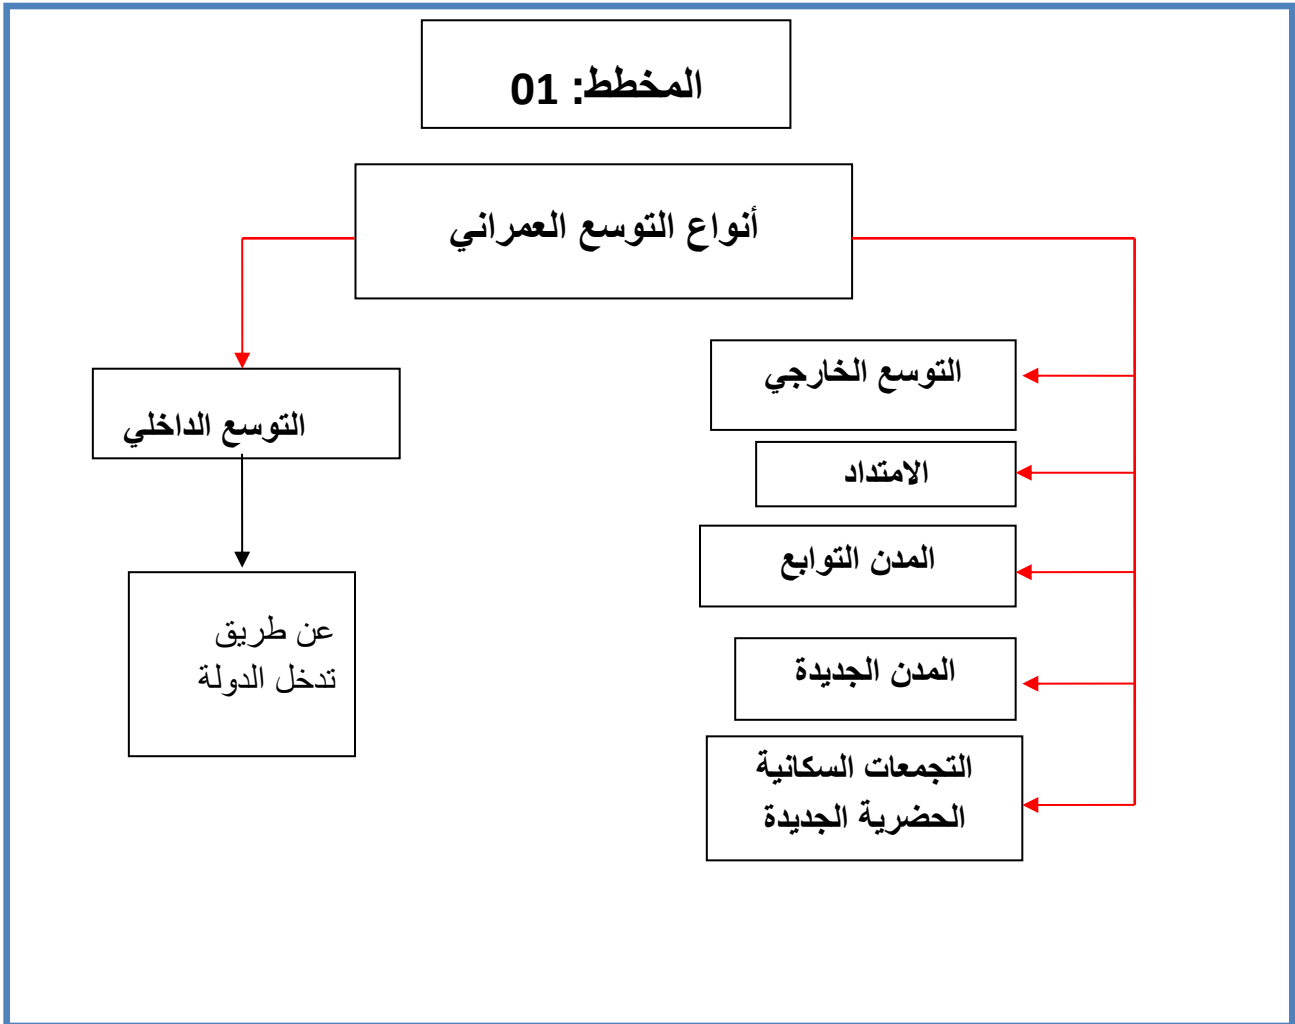 المخطط: 01
أنواع التوسع العمراني
التوسع الخارجي
الامتداد
المدن التوابع
المدن الجديدة
التجمعات السكانية
الحضرية الجديدة
التوسع الداخلي
عن طريق
تدخل الدولة